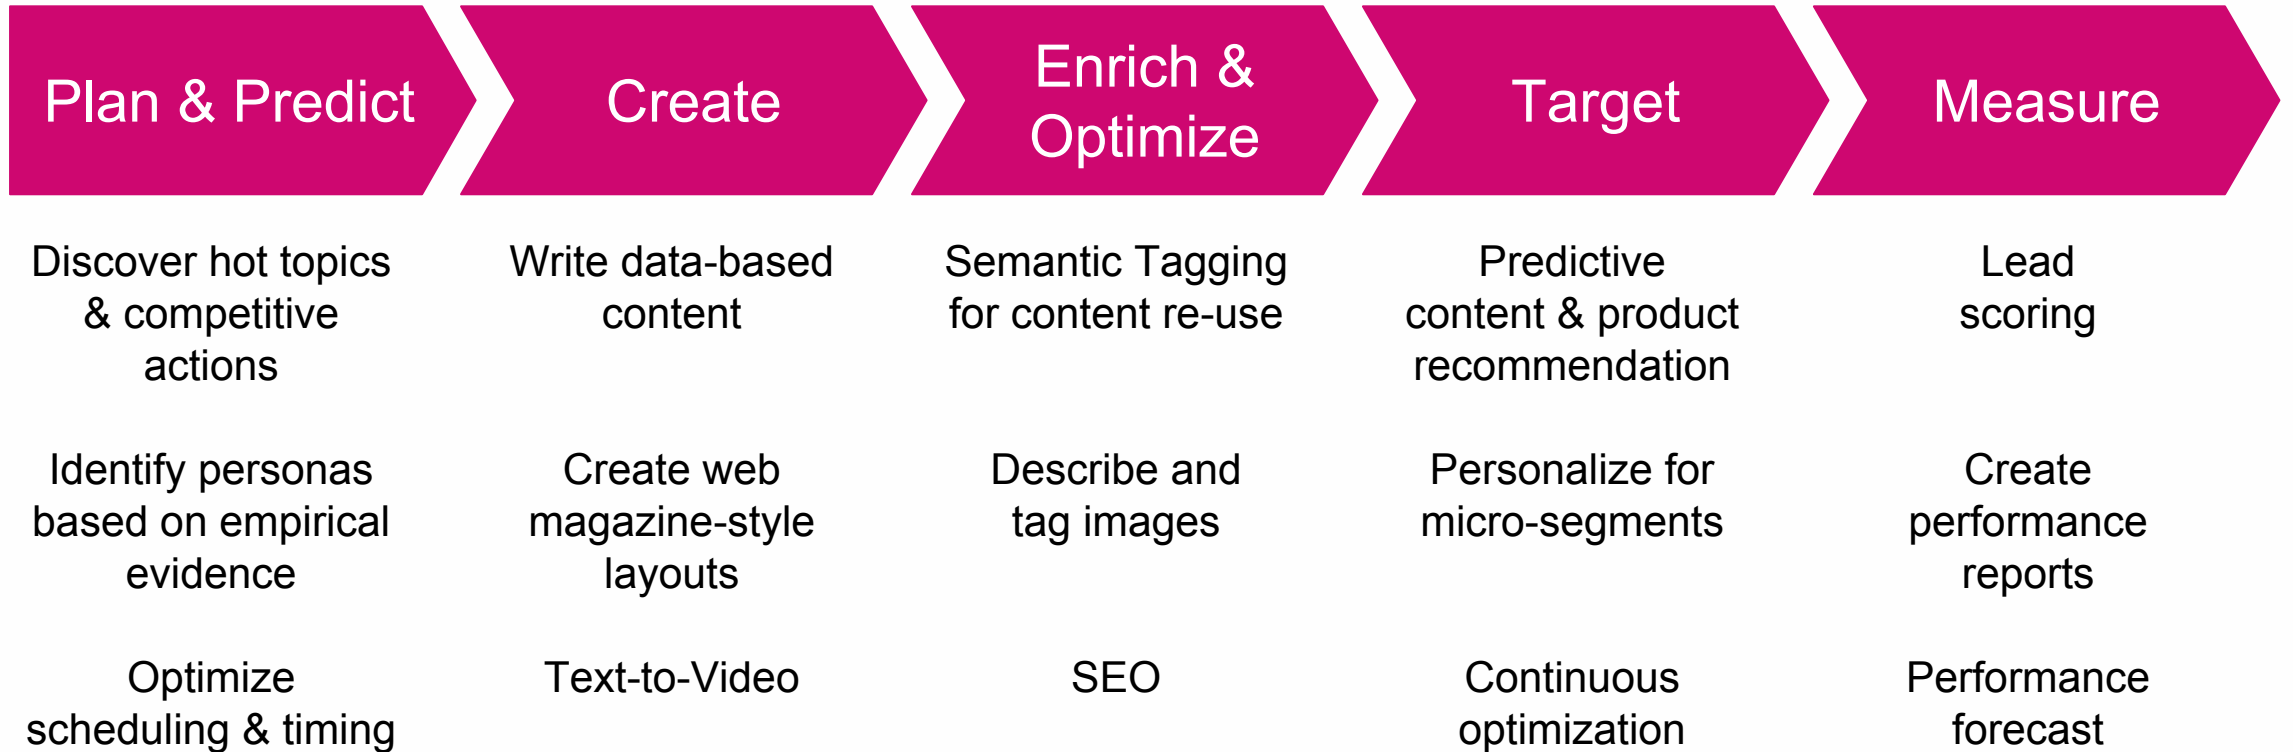 Plan & Predict
Create
Enrich &
Optimize
Target
Measure
Discover hot topics
& competitive
actions
Write data-based
content
Semantic Tagging
for content re-use
Predictive
content & product
recommendation
Lead
scoring
Identify personas
based on empirical
evidence
Create web
magazine-style
layouts
Describe and
tag images
Personalize for
micro-segments
Create
performance
reports
Optimize
scheduling & timing
Text-to-Video
SEO
Continuous
optimization
Performance
forecast